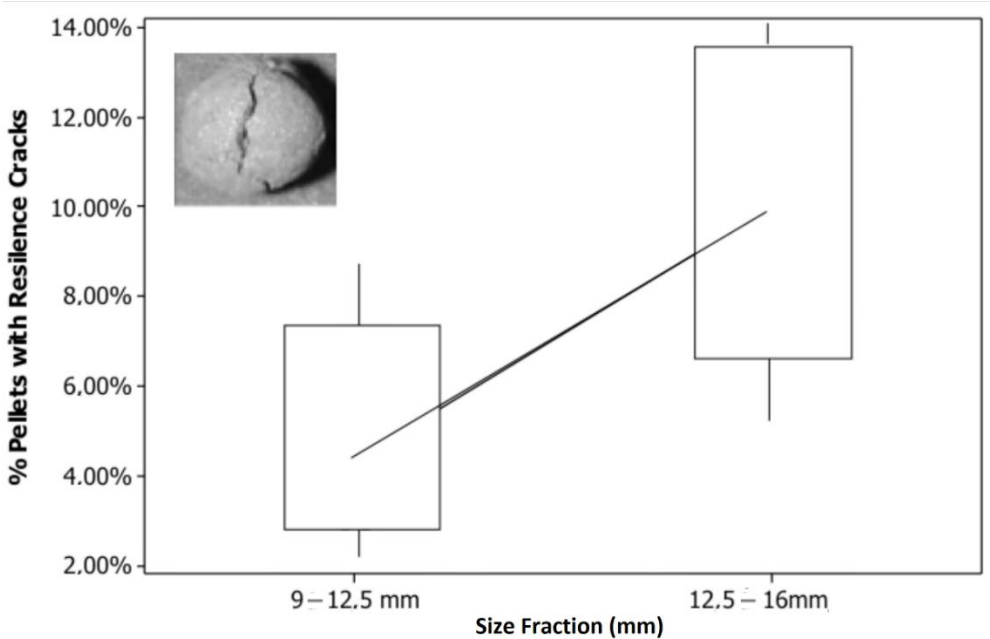 % Pellets with Resilence Cracks
14.00%
12.00%
10.00%
8.00%
6.00%
4.00%
2.00%
9 – 12.5 mm
12.5 – 16mm
Size Fraction (mm)